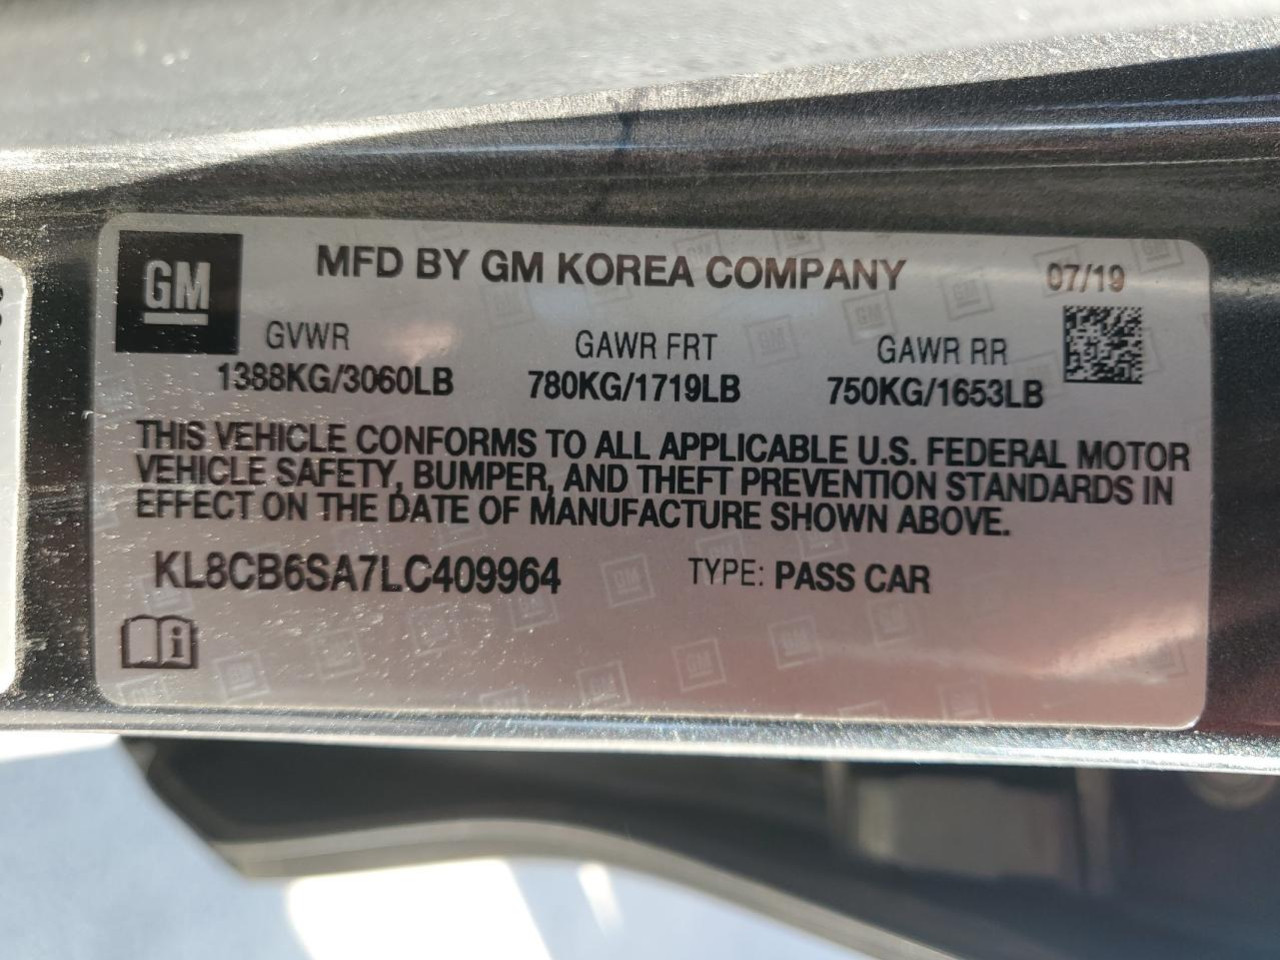 GM
MFD BY GM KOREA COMPANY 07/19
GVWR GAWR FRT GAWR RR
1388KG/3060LB 780KG/1719LB 750KG/1653LB
THIS VEHICLE CONFORMS TO ALL APPLICABLE U.S. FEDERAL MOTOR
VEHICLE SAFETY, BUMPER, AND THEFT PREVENTION STANDARDS IN
EFFECT ON THE DATE OF MANUFACTURE SHOWN ABOVE.
KL8CB6SA7LC409964 TYPE: PASS CAR
i